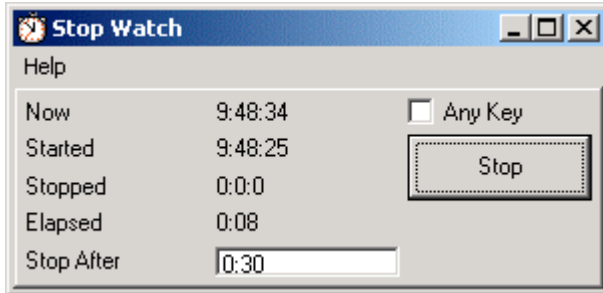 Stop Watch
Help
Now 9:48:34 Any Key
Started 9:48:25 Stop
Stopped 0:0:0
Elapsed 0:08
Stop After 0:30